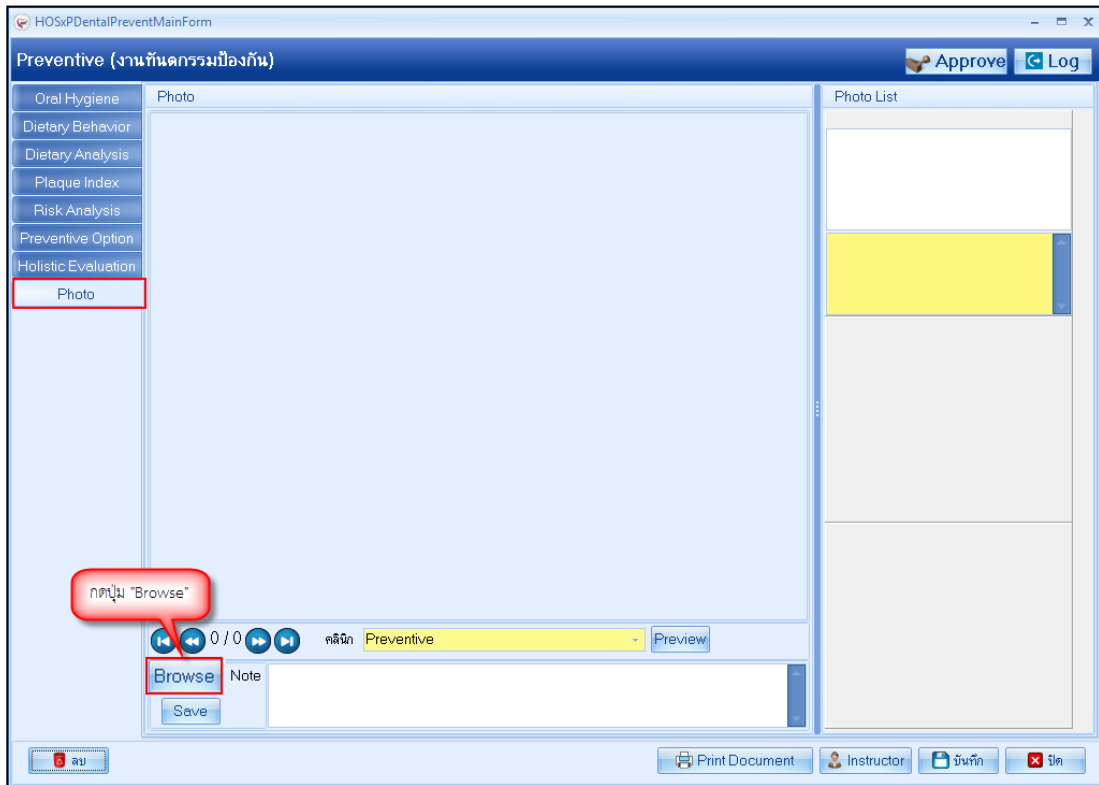 HOSxPDentalPreventMainForm
Preventive (งานทันตกรรมป้องกัน)
Approve
Log
Oral Hygiene
Dietary Behavior
Dietary Analysis
Plaque Index
Risk Analysis
Preventive Option
Holistic Evaluation
Photo
Photo
Photo List
กดปุ่ม "Browse"
0 / 0 คลินิก Preventive Preview
Browse Note
Save
ลบ Print Document Instructor บันทึก ปิด